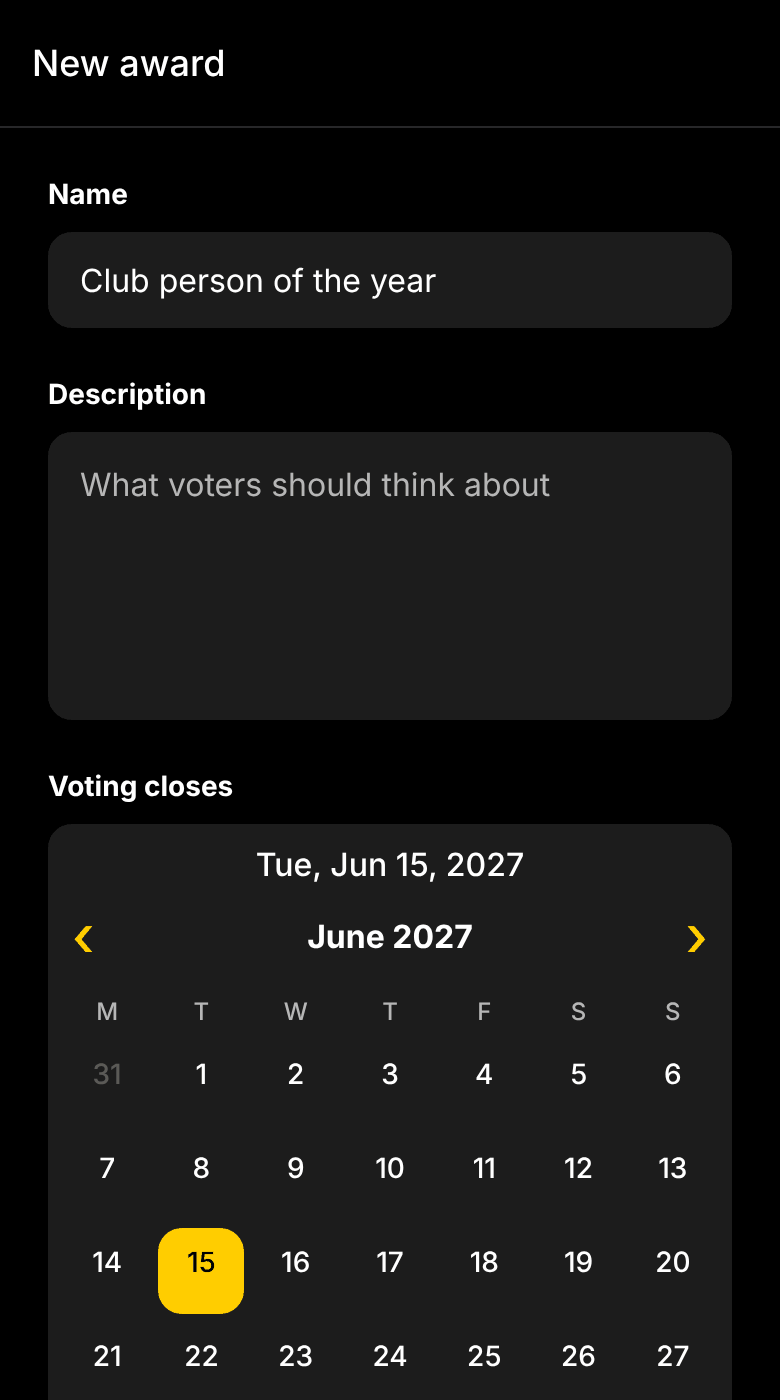 New award
Name
Club person of the year
Description
What voters should think about
Voting closes
Tue, Jun 15, 2027
‹ June 2027 ›
M T W T F S S
31 1 2 3 4 5 6
7 8 9 10 11 12 13
14 15 16 17 18 19 20
21 22 23 24 25 26 27